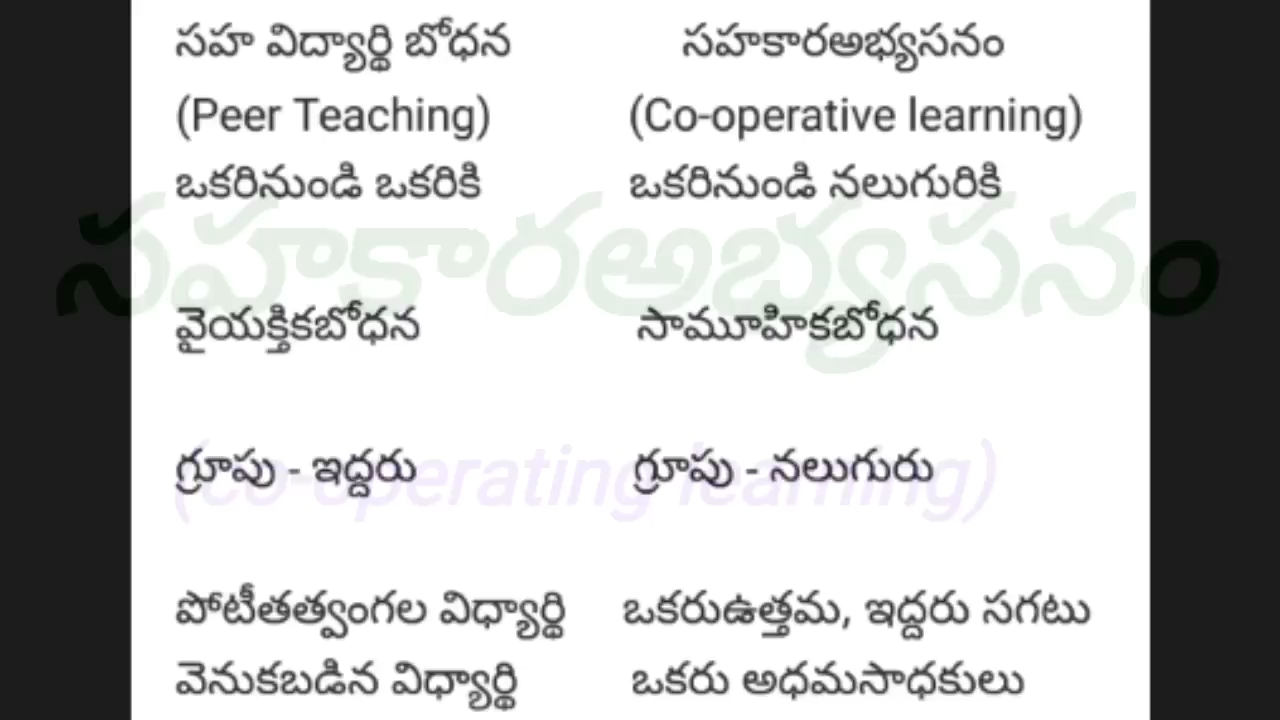 సహ విద్యార్థి బోధన సహకారఅభ్యసనం
(Peer Teaching) (Co-operative learning)
ఒకరినుండి ఒకరికి ఒకరినుండి నలుగురికి
సహకారఅభ్యసనం
వైయక్తికబోధన సామూహికబోధన
గ్రూపు - ఇద్దరు గ్రూపు - నలుగురు
(co-operating learning)
పోటీతత్వంగల విధ్యార్థి ఒకరుఉత్తమ, ఇద్దరు సగటు
వెనుకబడిన విధ్యార్థి ఒకరు అధమసాధకులు